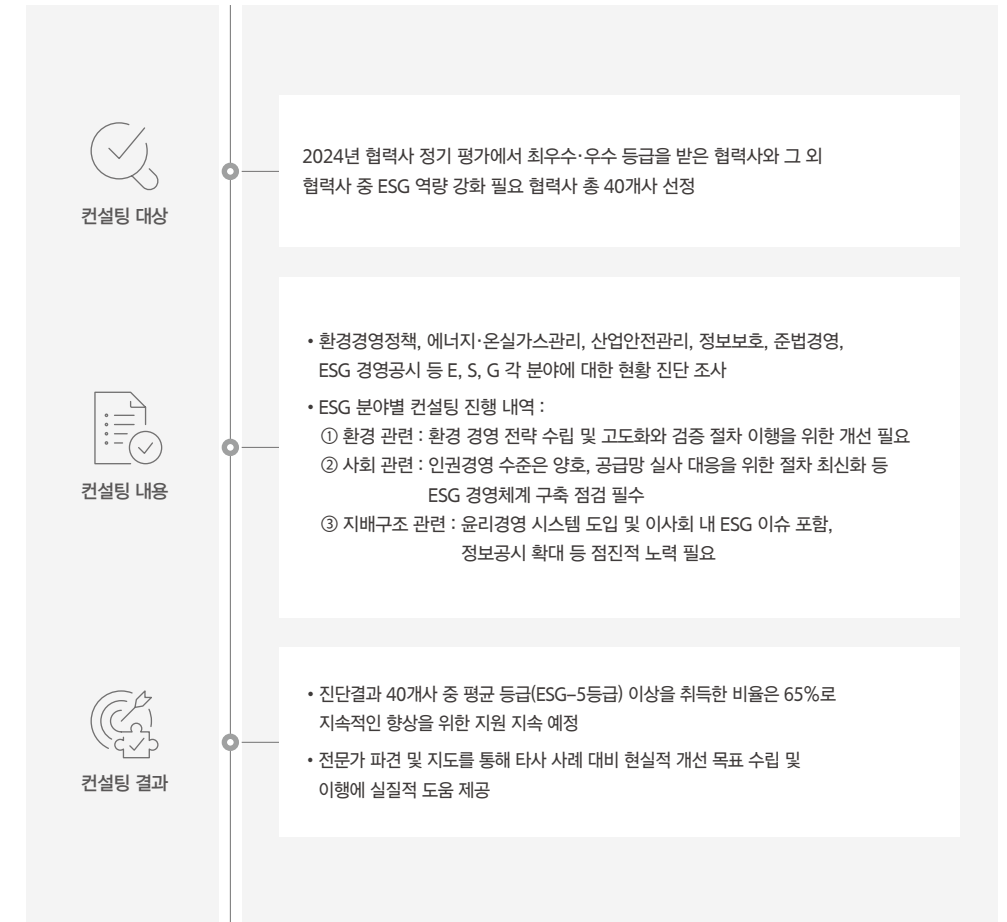 컨설팅 대상
2024년 협력사 정기 평가에서 최우수·우수 등급을 받은 협력사와 그 외
협력사 중 ESG 역량 강화 필요 협력사 총 40개사 선정
컨설팅 내용
• 환경경영정책, 에너지·온실가스관리, 산업안전관리, 정보보호, 준법경영,
ESG 경영공시 등 E, S, G 각 분야에 대한 현황 진단 조사
• ESG 분야별 컨설팅 진행 내역 :
① 환경 관련 : 환경 경영 전략 수립 및 고도화와 검증 절차 이행을 위한 개선 필요
② 사회 관련 : 인권경영 수준은 양호, 공급망 실사 대응을 위한 절차 최신화 등
ESG 경영체계 구축 점검 필수
③ 지배구조 관련 : 윤리경영 시스템 도입 및 이사회 내 ESG 이슈 포함,
정보공시 확대 등 점진적 노력 필요
컨설팅 결과
• 진단결과 40개사 중 평균 등급(ESG–5등급) 이상을 취득한 비율은 65%로
지속적인 향상을 위한 지원 지속 예정
• 전문가 파견 및 지도를 통해 타사 사례 대비 현실적 개선 목표 수립 및
이행에 실질적 도움 제공